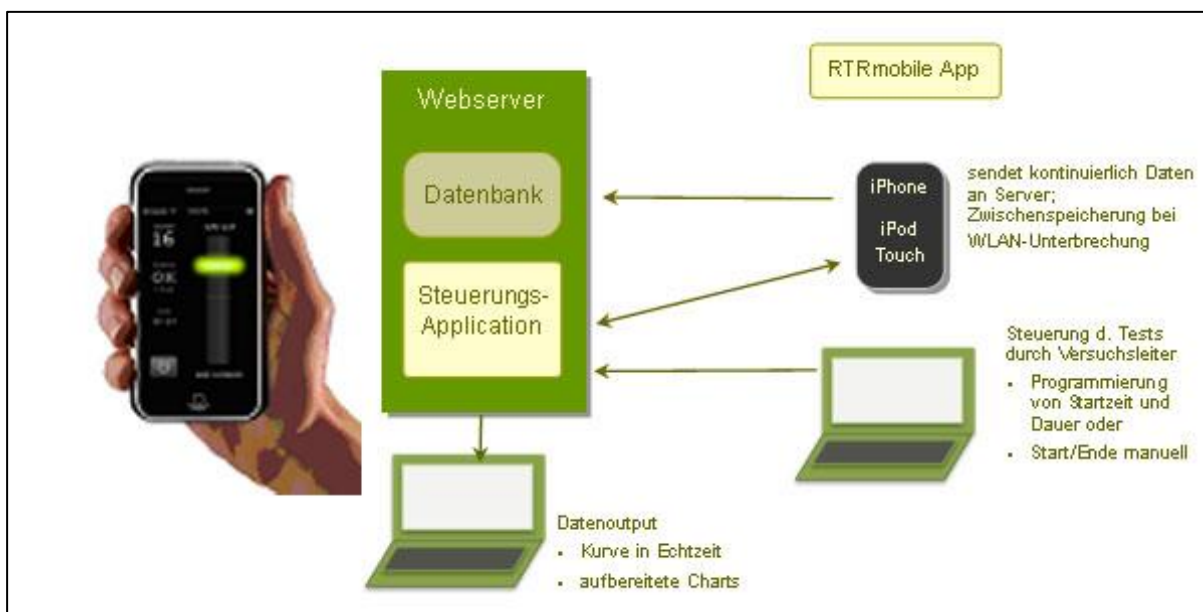 RTRmobile App
Webserver
Datenbank
Steuerungs-
Application
iPhone
iPod
Touch
sendet kontinuierlich Daten
an Server;
Zwischenspeicherung bei
WLAN-Unterbrechung
Steuerung d. Tests
durch Versuchsleiter
• Programmierung
von Startzeit und
Dauer oder
• Start/Ende manuell
Datenoutput
• Kurve in Echtzeit
• aufbereitete Charts
16
OK